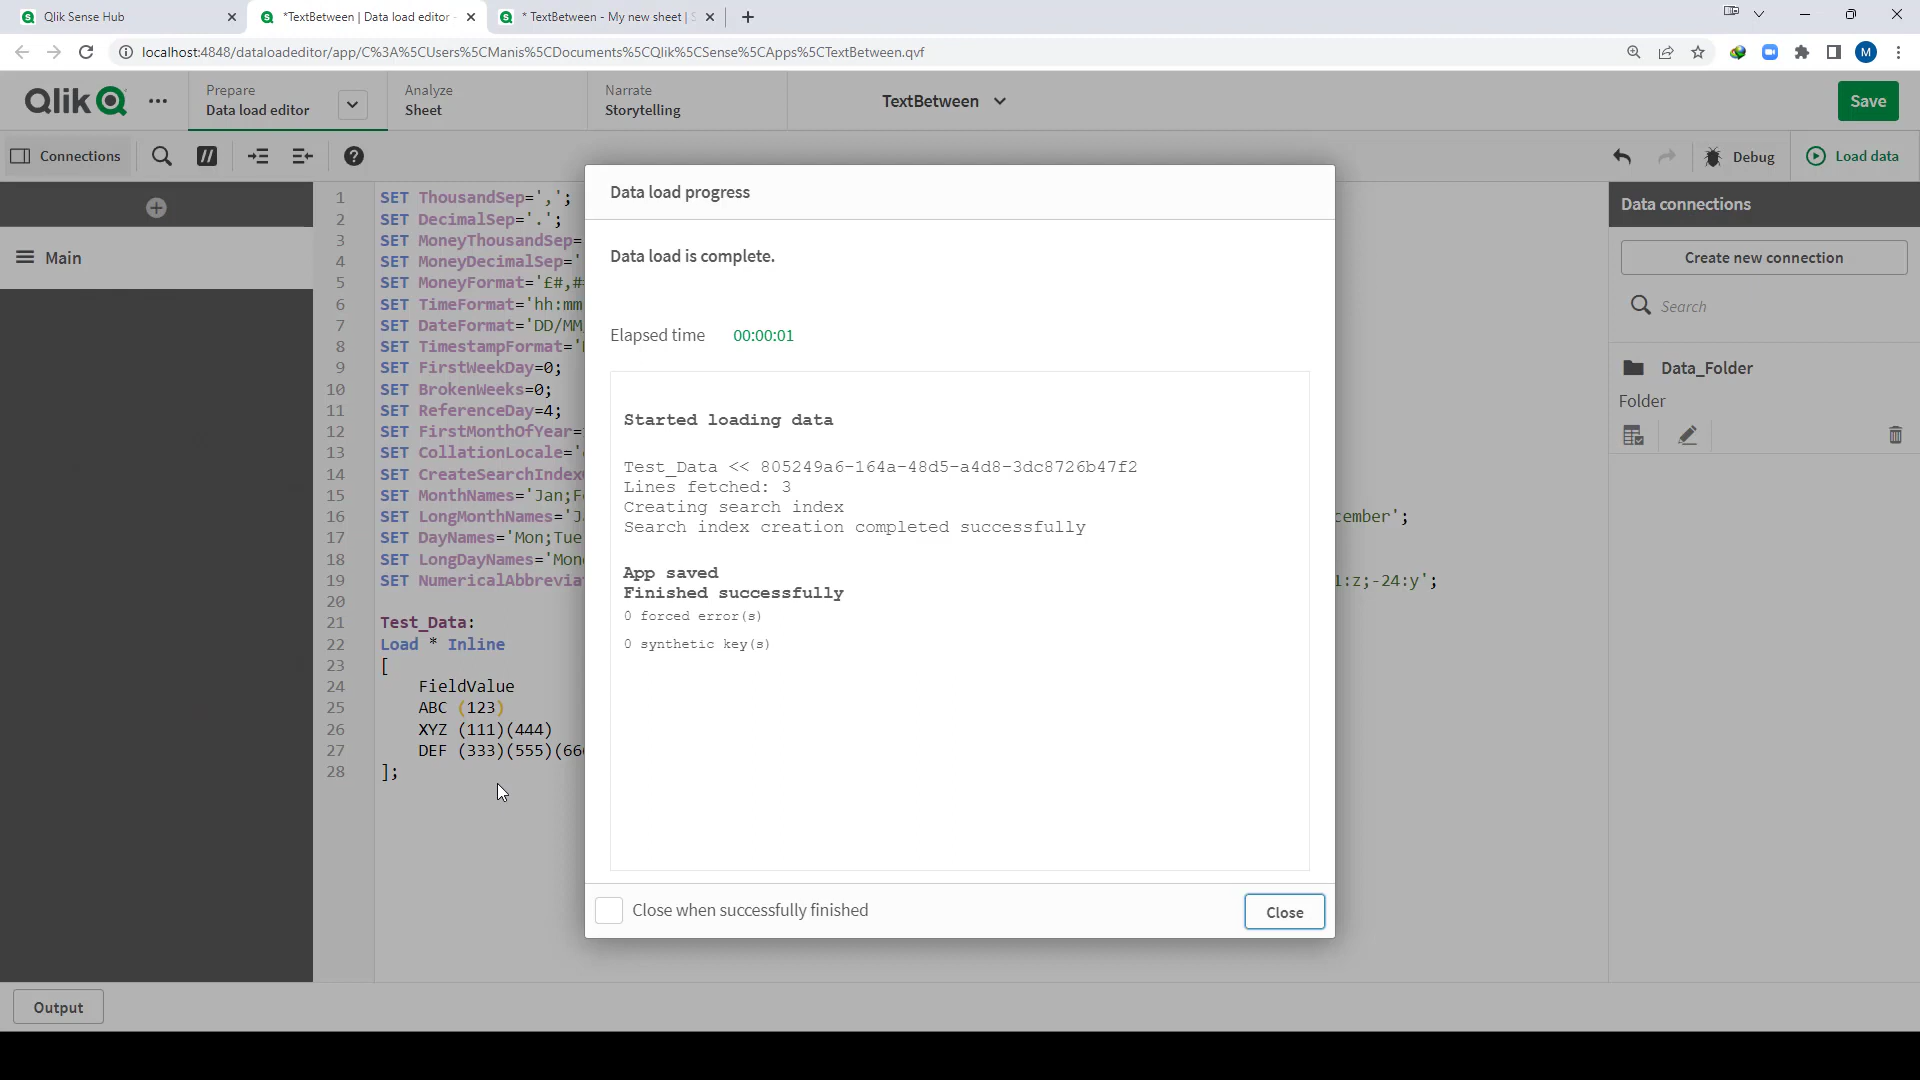 Qlik Sense Hub
*TextBetween | Data load editor
* TextBetween - My new sheet |
localhost:4848/dataloadeditor/app/C%3A%5CUsers%5CManis%5CDocuments%5CQlik%5CSense%5CApps%5CTextBetween.qvf
M
Qlik
Prepare
Data load editor
Analyze
Sheet
Narrate
Storytelling
TextBetween
Save
Connections
Debug
Load data
Main
1 SET ThousandSep=',';
2 SET DecimalSep='.';
3 SET MoneyThousandSep=
4 SET MoneyDecimalSep='
5 SET MoneyFormat='£#,#
6 SET TimeFormat='hh:mm
7 SET DateFormat='DD/MM
8 SET TimestampFormat='
9 SET FirstWeekDay=0;
10 SET BrokenWeeks=0;
11 SET ReferenceDay=4;
12 SET FirstMonthOfYear=
13 SET CollationLocale='
14 SET CreateSearchIndex
15 SET MonthNames='Jan;F
16 SET LongMonthNames='J ember';
17 SET DayNames='Mon;Tue
18 SET LongDayNames='Mon
19 SET NumericalAbbrevia 1:z;-24:y';
20
21 Test_Data:
22 Load * Inline
23 [
24 FieldValue
25 ABC (123)
26 XYZ (111)(444)
27 DEF (333)(555)(66
28 ];
Data load progress
Data load is complete.
Elapsed time 00:00:01
Started loading data
Test_Data << 805249a6-164a-48d5-a4d8-3dc8726b47f2
Lines fetched: 3
Creating search index
Search index creation completed successfully
App saved
Finished successfully
0 forced error(s)
0 synthetic key(s)
Close when successfully finished
Close
Data connections
Create new connection
Search
Data_Folder
Folder
Output